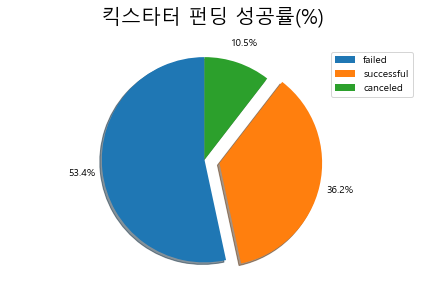 킥스타터 펀딩 성공률(%)
10.5%
failed
successful
canceled
53.4%
36.2%